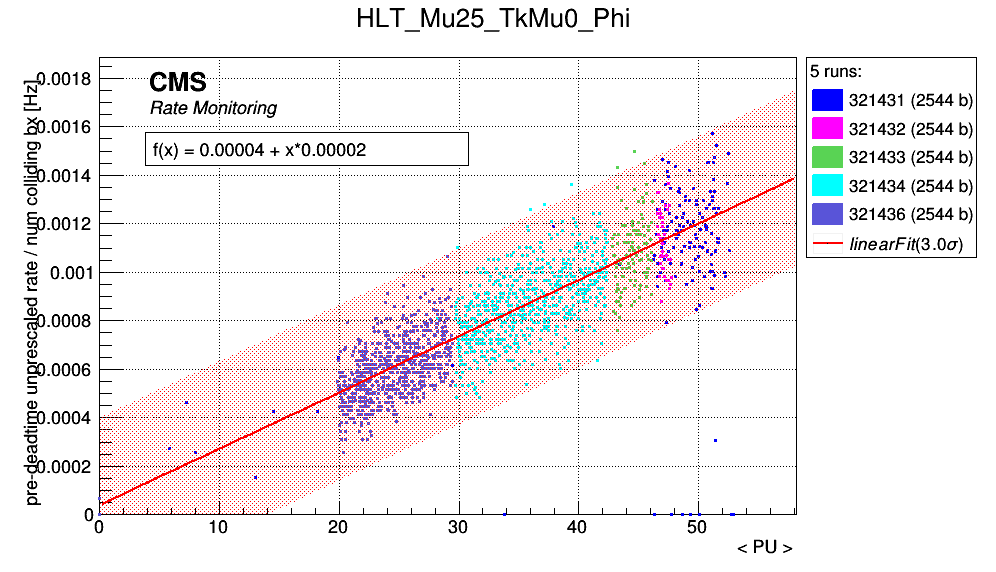 HLT_Mu25_TkMu0_Phi
pre-deadtime unprescaled rate / num colliding bx [Hz]
0.0018
0.0016
0.0014
0.0012
0.001
0.0008
0.0006
0.0004
0.0002
0
CMS
Rate Monitoring
f(x) = 0.00004 + x*0.00002
0 10 20 30 40 50
< PU >
5 runs:
321431 (2544 b)
321432 (2544 b)
321433 (2544 b)
321434 (2544 b)
321436 (2544 b)
linearFit(3.0σ)